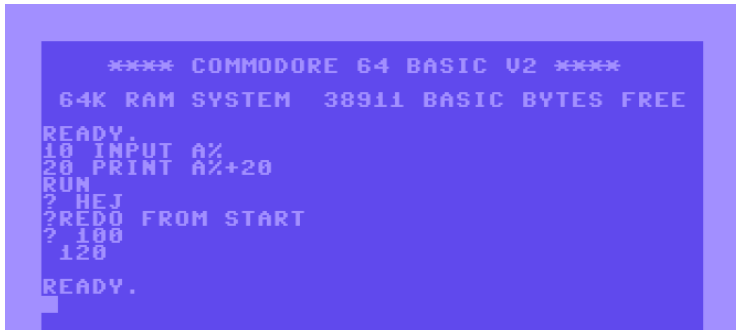 **** COMMODORE 64 BASIC V2 ****
64K RAM SYSTEM  38911 BASIC BYTES FREE
READY.
10 INPUT A%
20 PRINT A%+20
RUN
? HEJ
?REDO FROM START
? 100
120
READY.